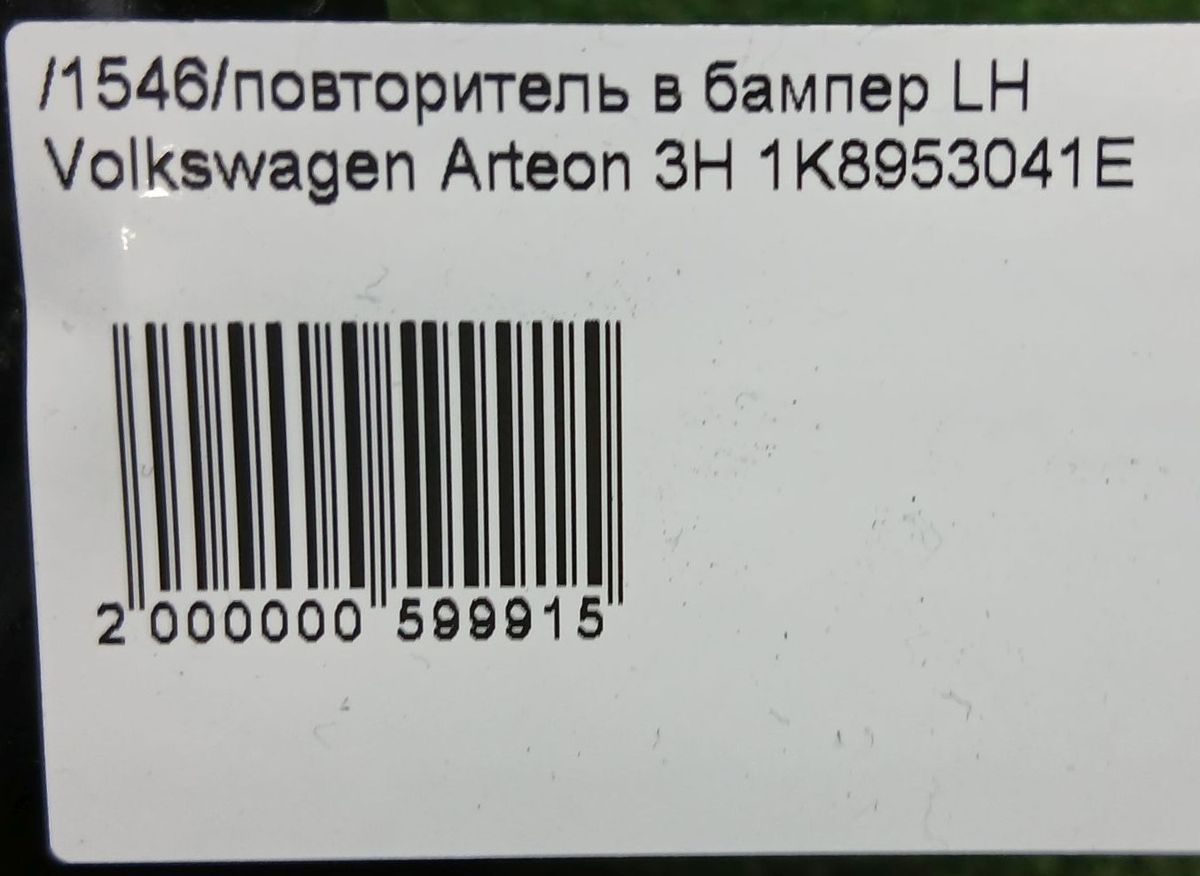 /1546/повторитель в бампер LH
Volkswagen Arteon 3H 1K8953041E
2 000000 599915